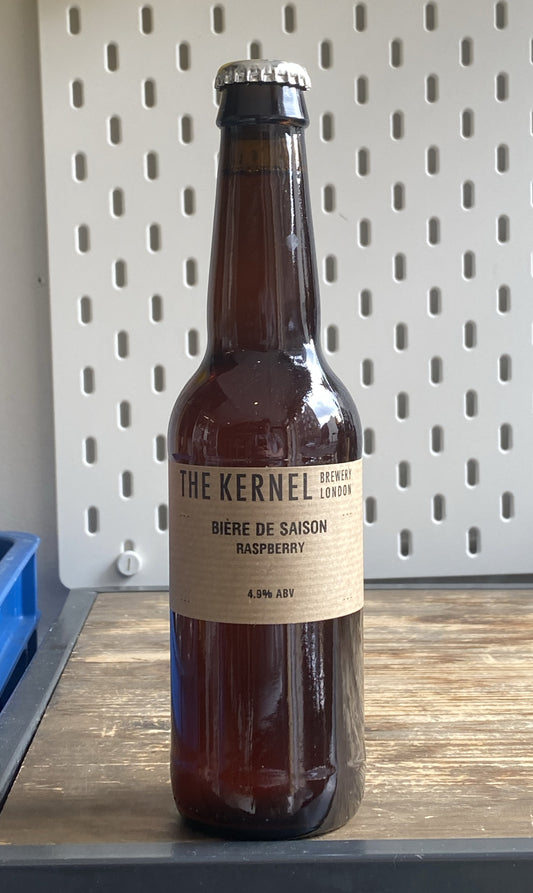 THE KERNEL BREWERY LONDON
BIÈRE DE SAISON
RASPBERRY
4.9% ABV